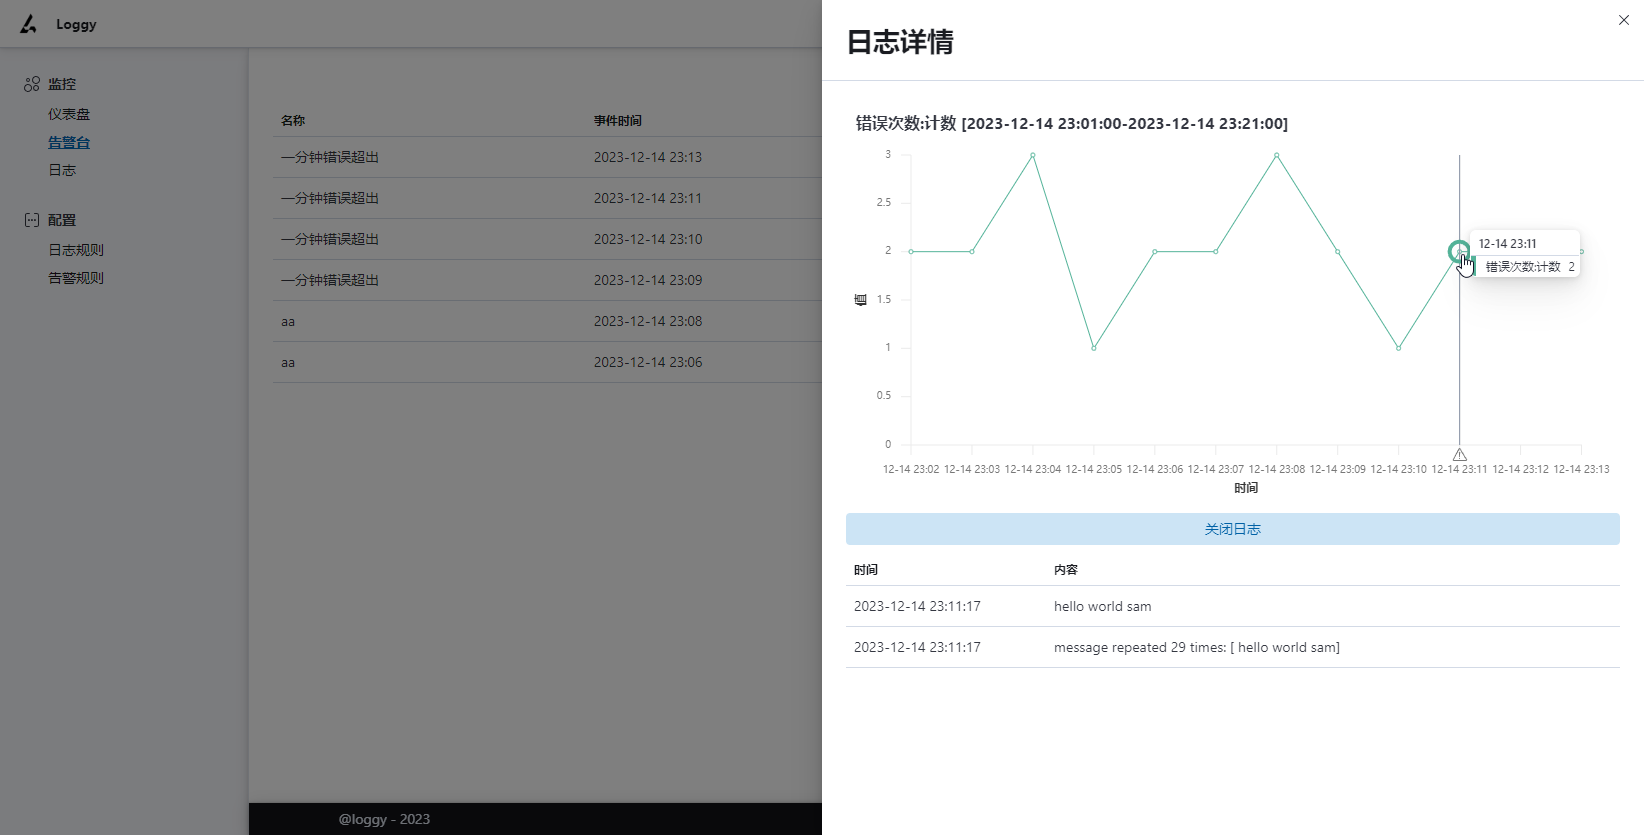 Loggy
监控
仪表盘
告警台
日志
配置
日志规则
告警规则
名称 事件时间
一分钟错误超出 2023-12-14 23:13
一分钟错误超出 2023-12-14 23:11
一分钟错误超出 2023-12-14 23:10
一分钟错误超出 2023-12-14 23:09
aa 2023-12-14 23:08
aa 2023-12-14 23:06
@loggy - 2023
日志详情
错误次数:计数 [2023-12-14 23:01:00-2023-12-14 23:21:00]
3
2.5
2
1.5
1
0.5
0
值
12-14 23:11
错误次数:计数 2
12-14 23:02 12-14 23:03 12-14 23:04 12-14 23:05 12-14 23:06 12-14 23:07 12-14 23:08 12-14 23:09 12-14 23:10 12-14 23:11 12-14 23:12 12-14 23:13
时间
关闭日志
时间 内容
2023-12-14 23:11:17 hello world sam
2023-12-14 23:11:17 message repeated 29 times: [ hello world sam]